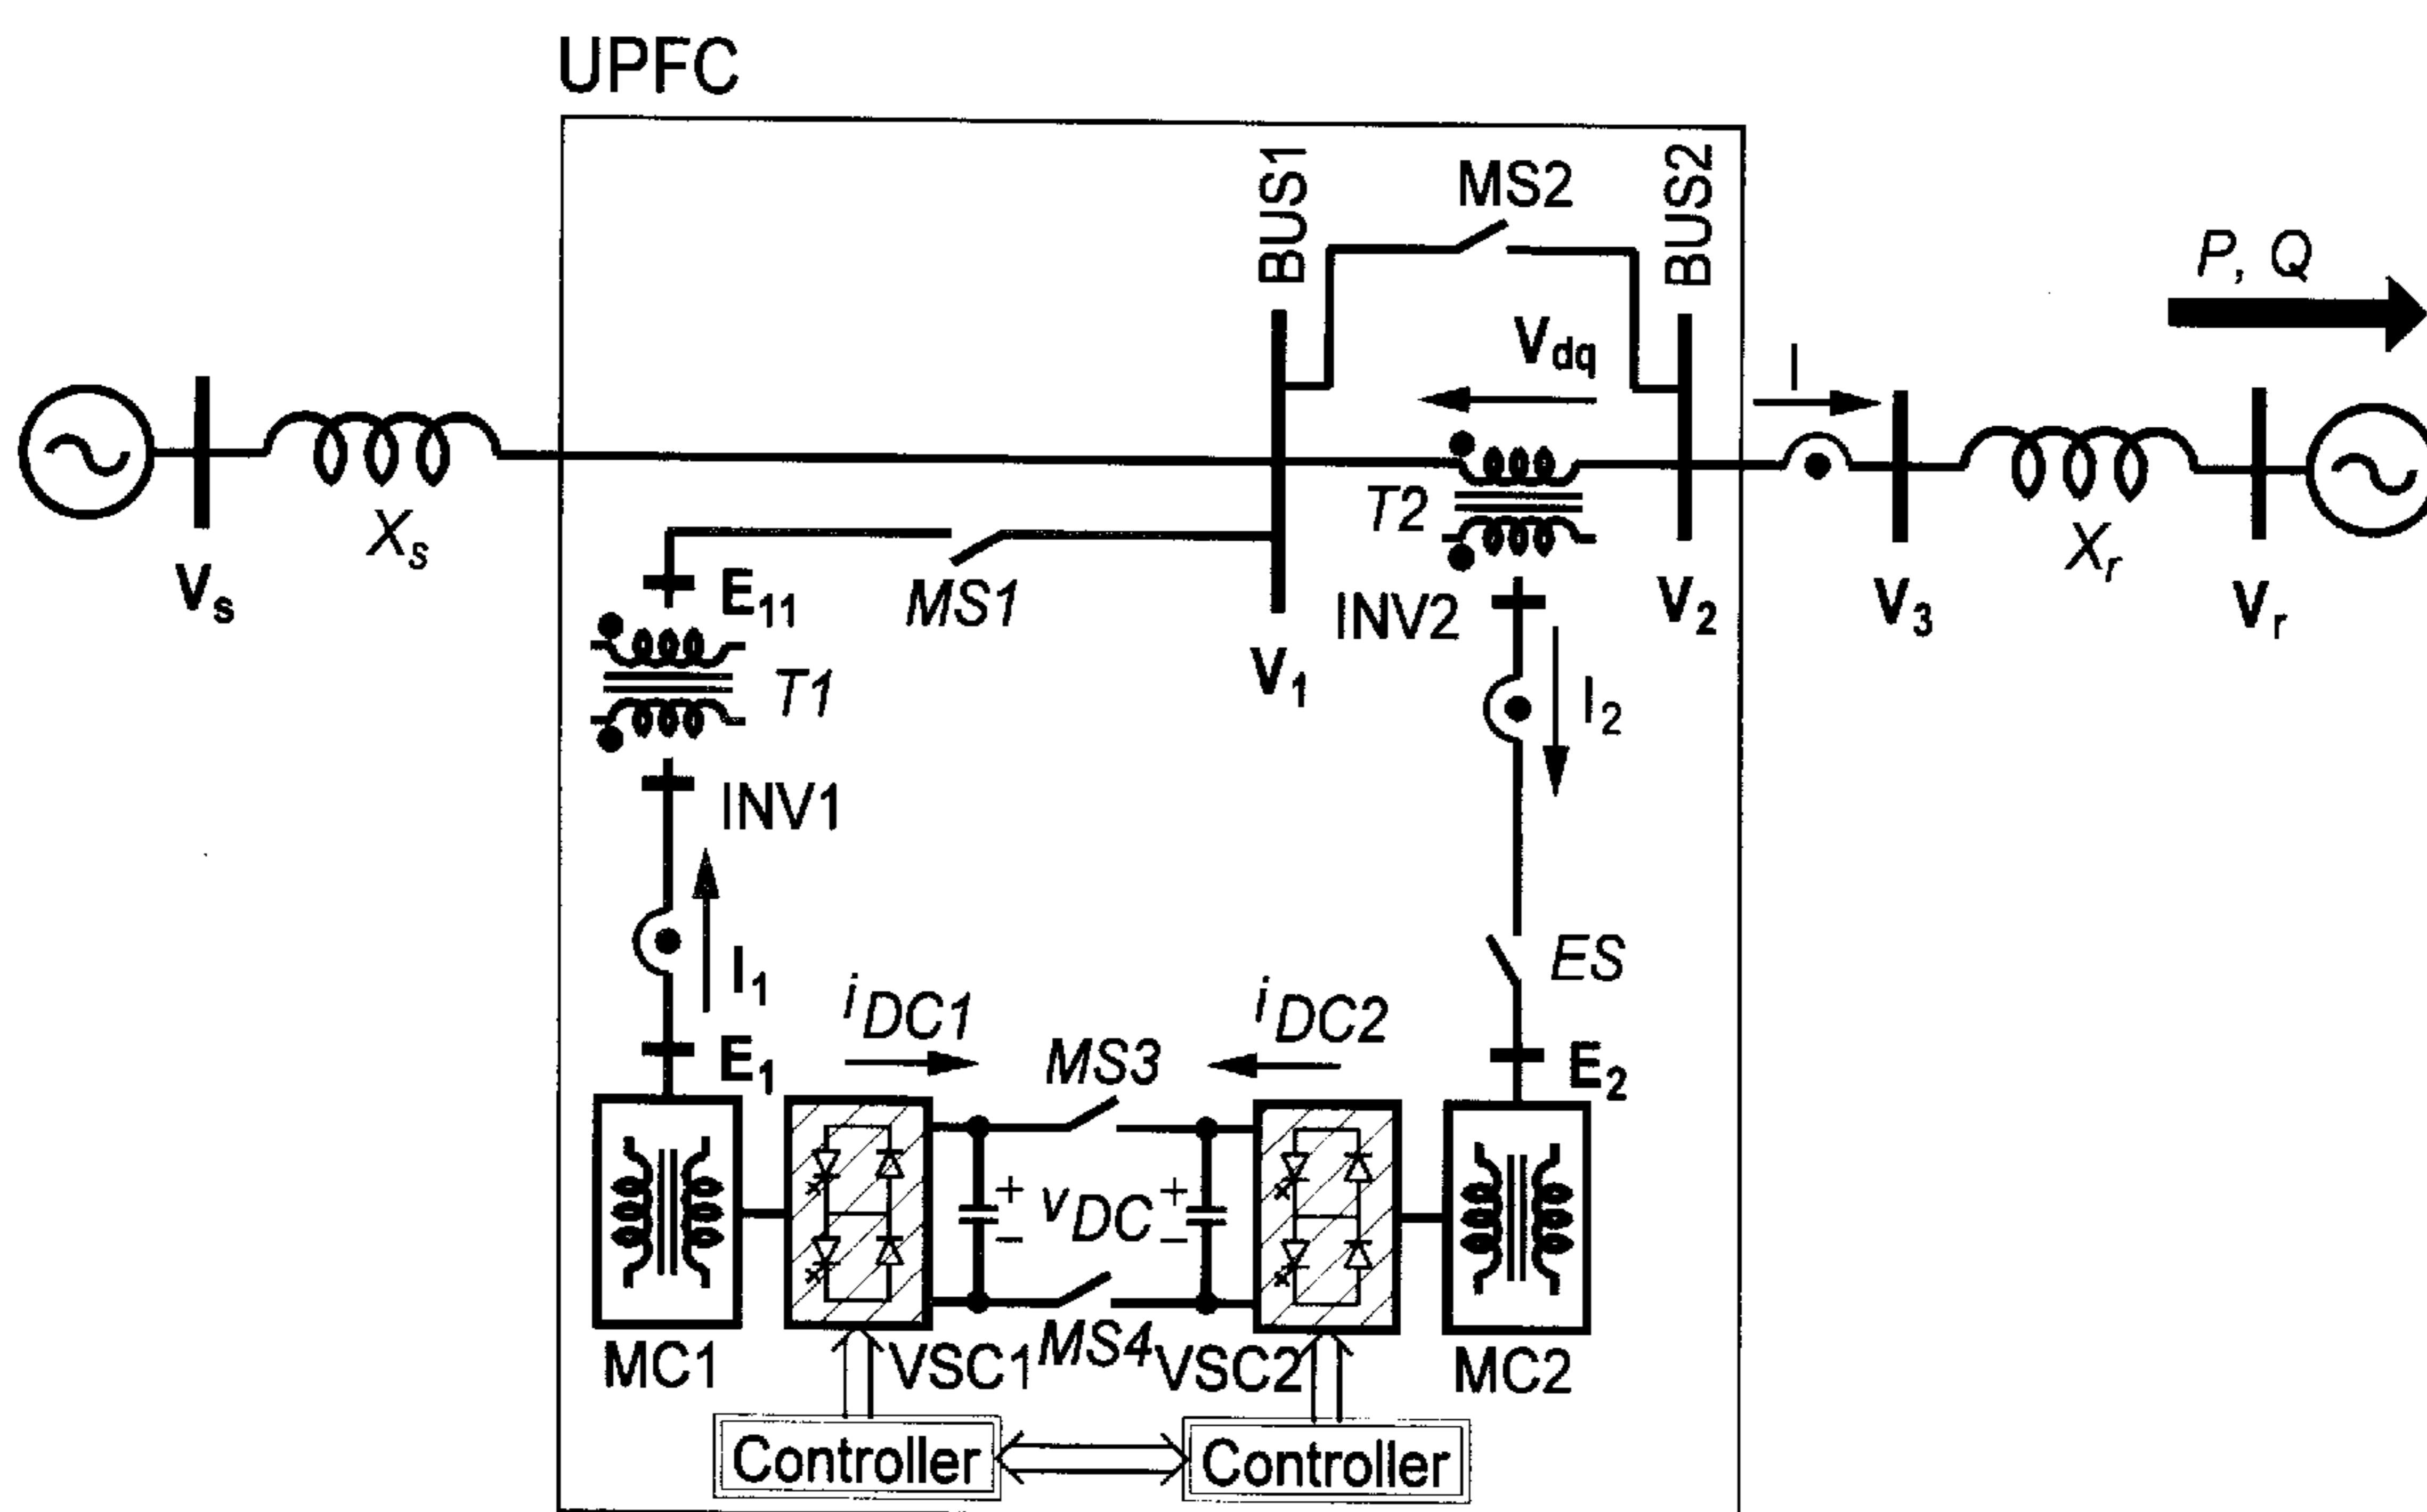 UPFC
BUS1
MS2
BUS2
P, Q
Vdq
I
T2
Xs
Vs
E11
MS1
INV2
V2
V3
Xr
Vr
T1
V1
I2
INV1
I1
iDC1
iDC2
ES
MS3
E1
E2
+ vDC +
− −
MC1
VSC1
MS4
VSC2
MC2
Controller
Controller